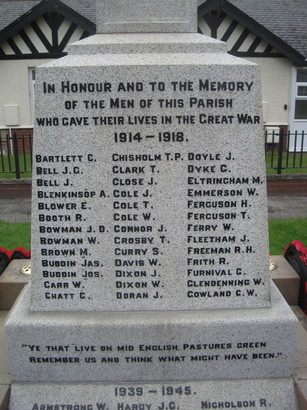 In Honour and to the Memory
of the Men of this Parish
who gave their lives in the Great War
1914 – 1918.
Bartlett C. Chisholm T.P. Doyle J.
Bell J.G. Clark T. Dyke G.
Bell J. Close J. Eltringham M.
Blenkinsop A. Cole J. Emmerson W.
Blower E. Cole T. Ferguson H.
Booth R. Cole W. Ferguson T.
Bowman J.D. Connor J. Ferry W.
Bowman W. Crosby T. Fleetham J.
Brown M. Curry S. Freeman R.H.
Buddin Jas. Davis W. Frith R.
Buddin Jos. Dixon J. Furnival G.
Carr W. Dixon W. Glendenning W.
Chatt G. Doran J. Gowland G.W.
"Ye that live on mid English pastures green
Remember us and think what might have been."
1939 – 1945.
Armstrong W. Hardy J.G. Nicholson R.